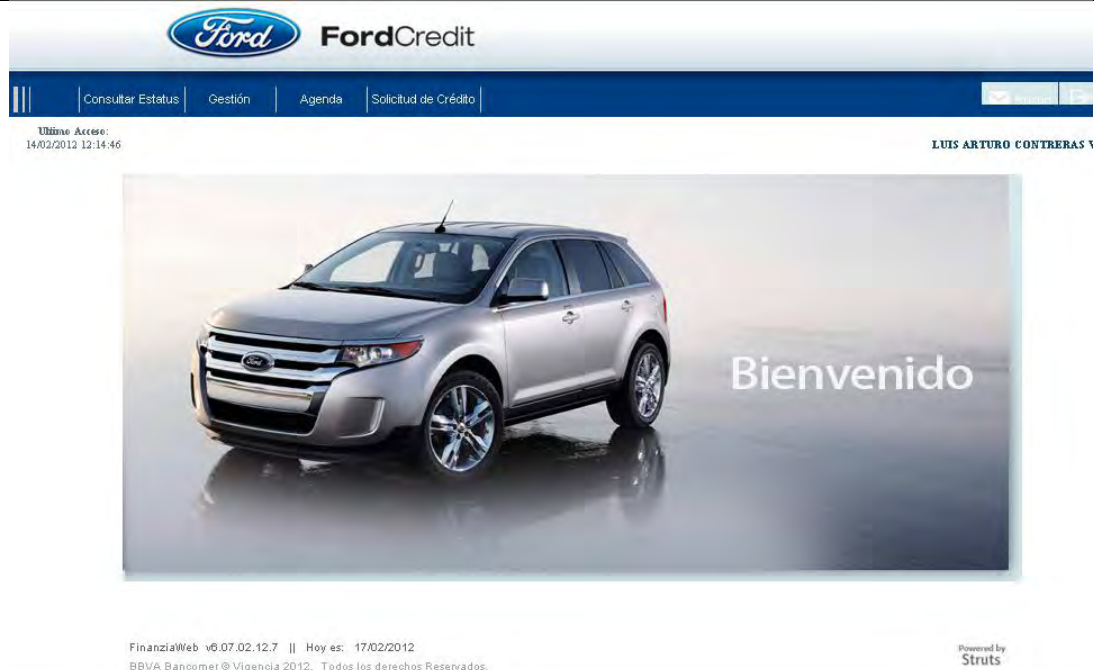 Ford FordCredit
Consultar Estatus Gestión Agenda Solicitud de Crédito
Ultimo Acceso:
14/02/2012 12:14:46
LUIS ARTURO CONTRERAS V
Ford
Bienvenido
FinanziaWeb v6.07.02.12.7 || Hoy es: 17/02/2012
BBVA Bancomer © Vigencia 2012. Todos los derechos Reservados.
Powered by
Struts